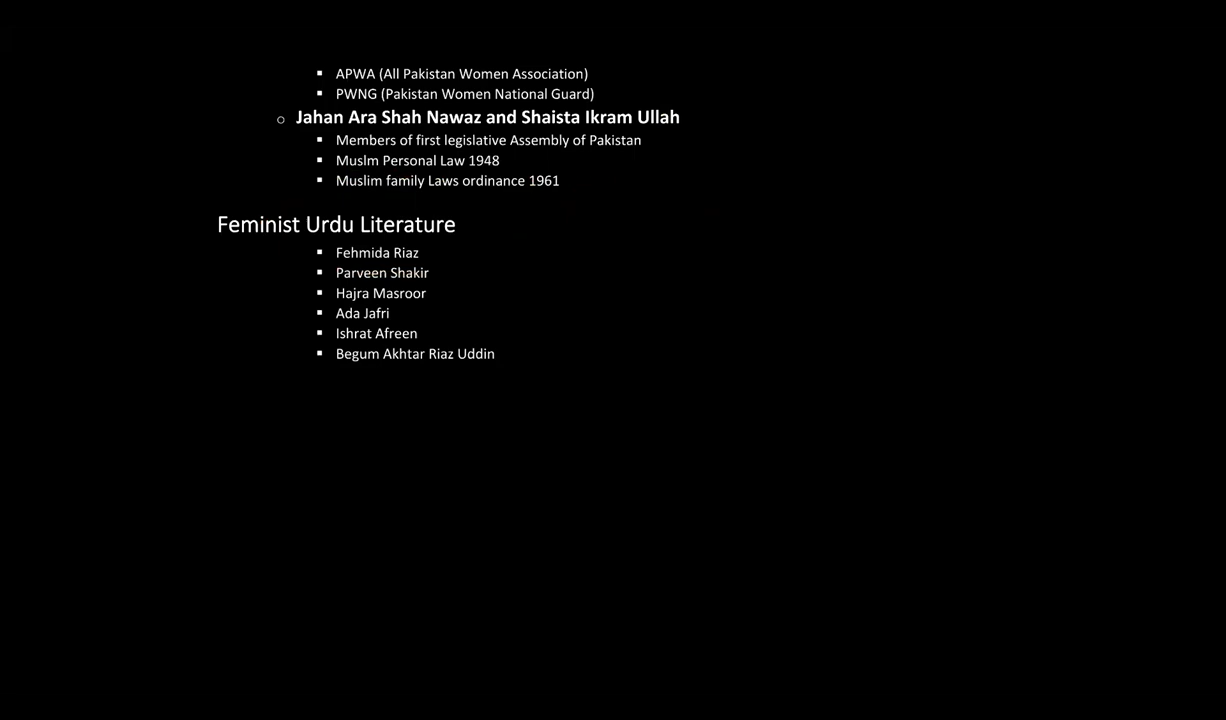 ▪ APWA (All Pakistan Women Association)
▪ PWNG (Pakistan Women National Guard)
○ Jahan Ara Shah Nawaz and Shaista Ikram Ullah
▪ Members of first legislative Assembly of Pakistan
▪ Muslm Personal Law 1948
▪ Muslim family Laws ordinance 1961
Feminist Urdu Literature
▪ Fehmida Riaz
▪ Parveen Shakir
▪ Hajra Masroor
▪ Ada Jafri
▪ Ishrat Afreen
▪ Begum Akhtar Riaz Uddin